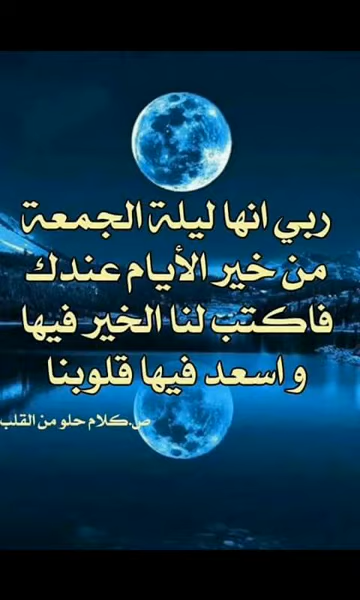 ربي انها ليلة الجمعة
من خير الأيام عندك
فاكتب لنا الخير فيها
و اسعد فيها قلوبنا
ص.كلام حلو من القلب